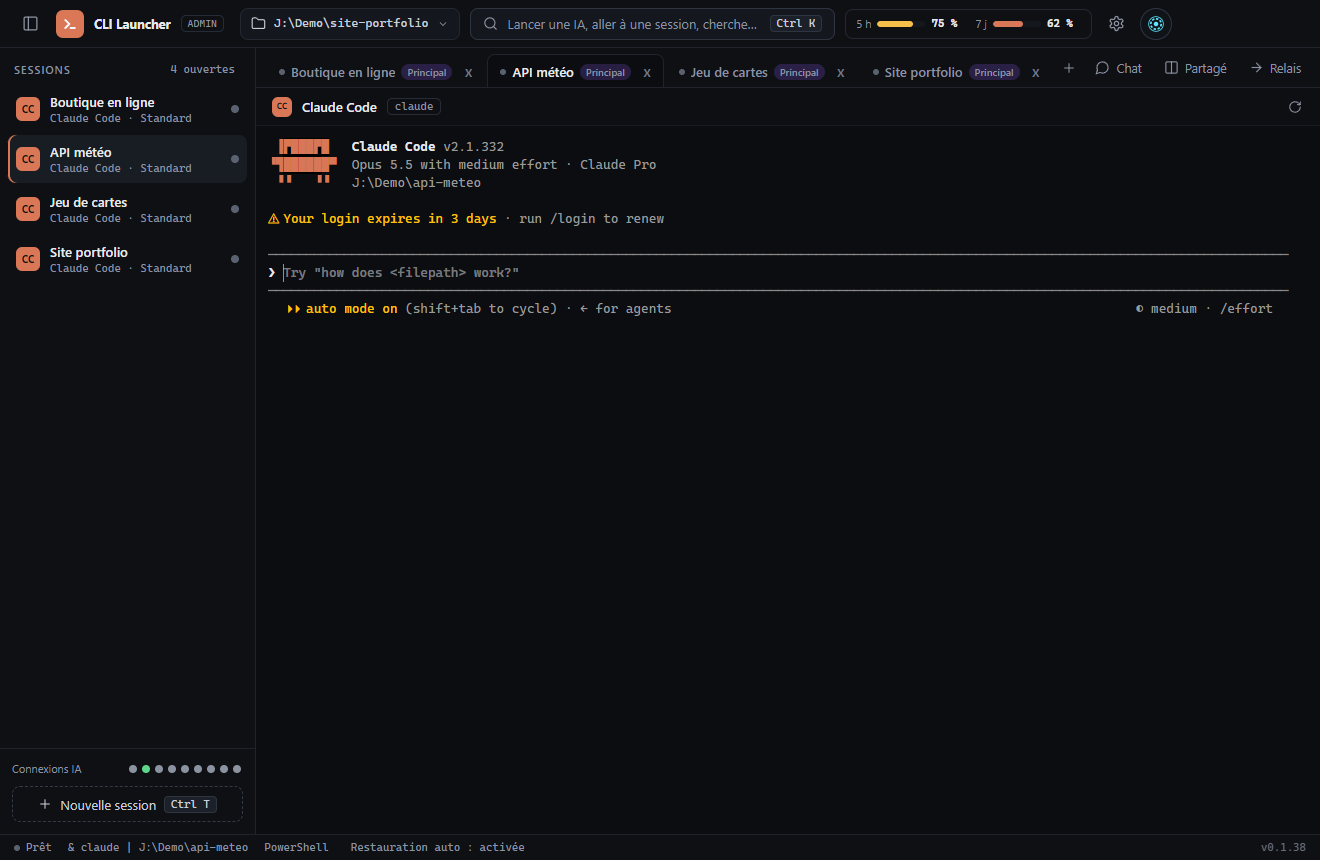 CLI Launcher ADMIN J:\Demo\site-portfolio Lancer une IA, aller à une session, cherche... Ctrl K 5 h 75 % 7 j 62 %
SESSIONS 4 ouvertes
CC Boutique en ligne
Claude Code · Standard
CC API météo
Claude Code · Standard
CC Jeu de cartes
Claude Code · Standard
CC Site portfolio
Claude Code · Standard
Connexions IA
+ Nouvelle session Ctrl T
Boutique en ligne Principal X API météo Principal X Jeu de cartes Principal X Site portfolio Principal X + Chat Partagé Relais
CC Claude Code claude
Claude Code v2.1.332
Opus 5.5 with medium effort · Claude Pro
J:\Demo\api-meteo
⚠ Your login expires in 3 days · run /login to renew
❯ Try "how does <filepath> work?"
⏵⏵ auto mode on (shift+tab to cycle) · ← for agents ◐ medium · /effort
Prêt & claude | J:\Demo\api-meteo PowerShell Restauration auto : activée v0.1.38